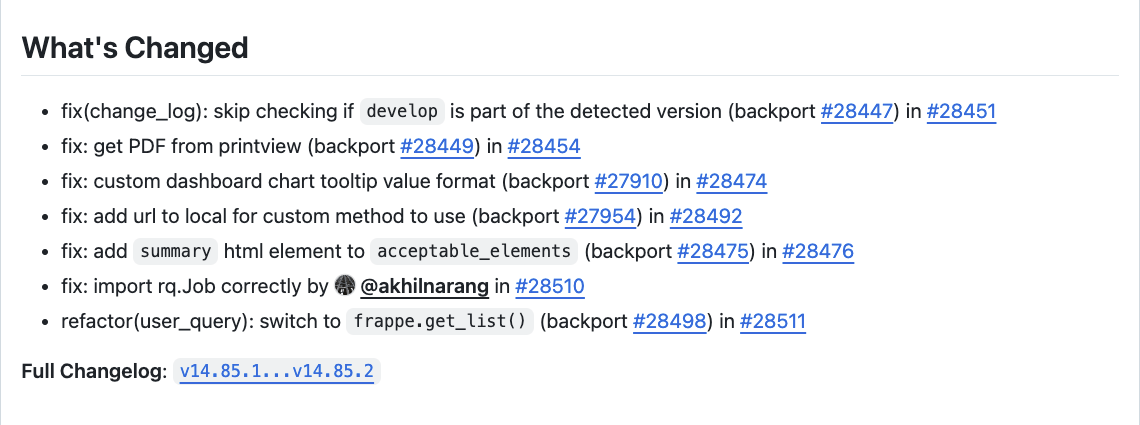 What's Changed
• fix(change_log): skip checking if develop is part of the detected version (backport #28447) in #28451
• fix: get PDF from printview (backport #28449) in #28454
• fix: custom dashboard chart tooltip value format (backport #27910) in #28474
• fix: add url to local for custom method to use (backport #27954) in #28492
• fix: add summary html element to acceptable_elements (backport #28475) in #28476
• fix: import rq.Job correctly by @akhilnarang in #28510
• refactor(user_query): switch to frappe.get_list() (backport #28498) in #28511
Full Changelog: v14.85.1...v14.85.2